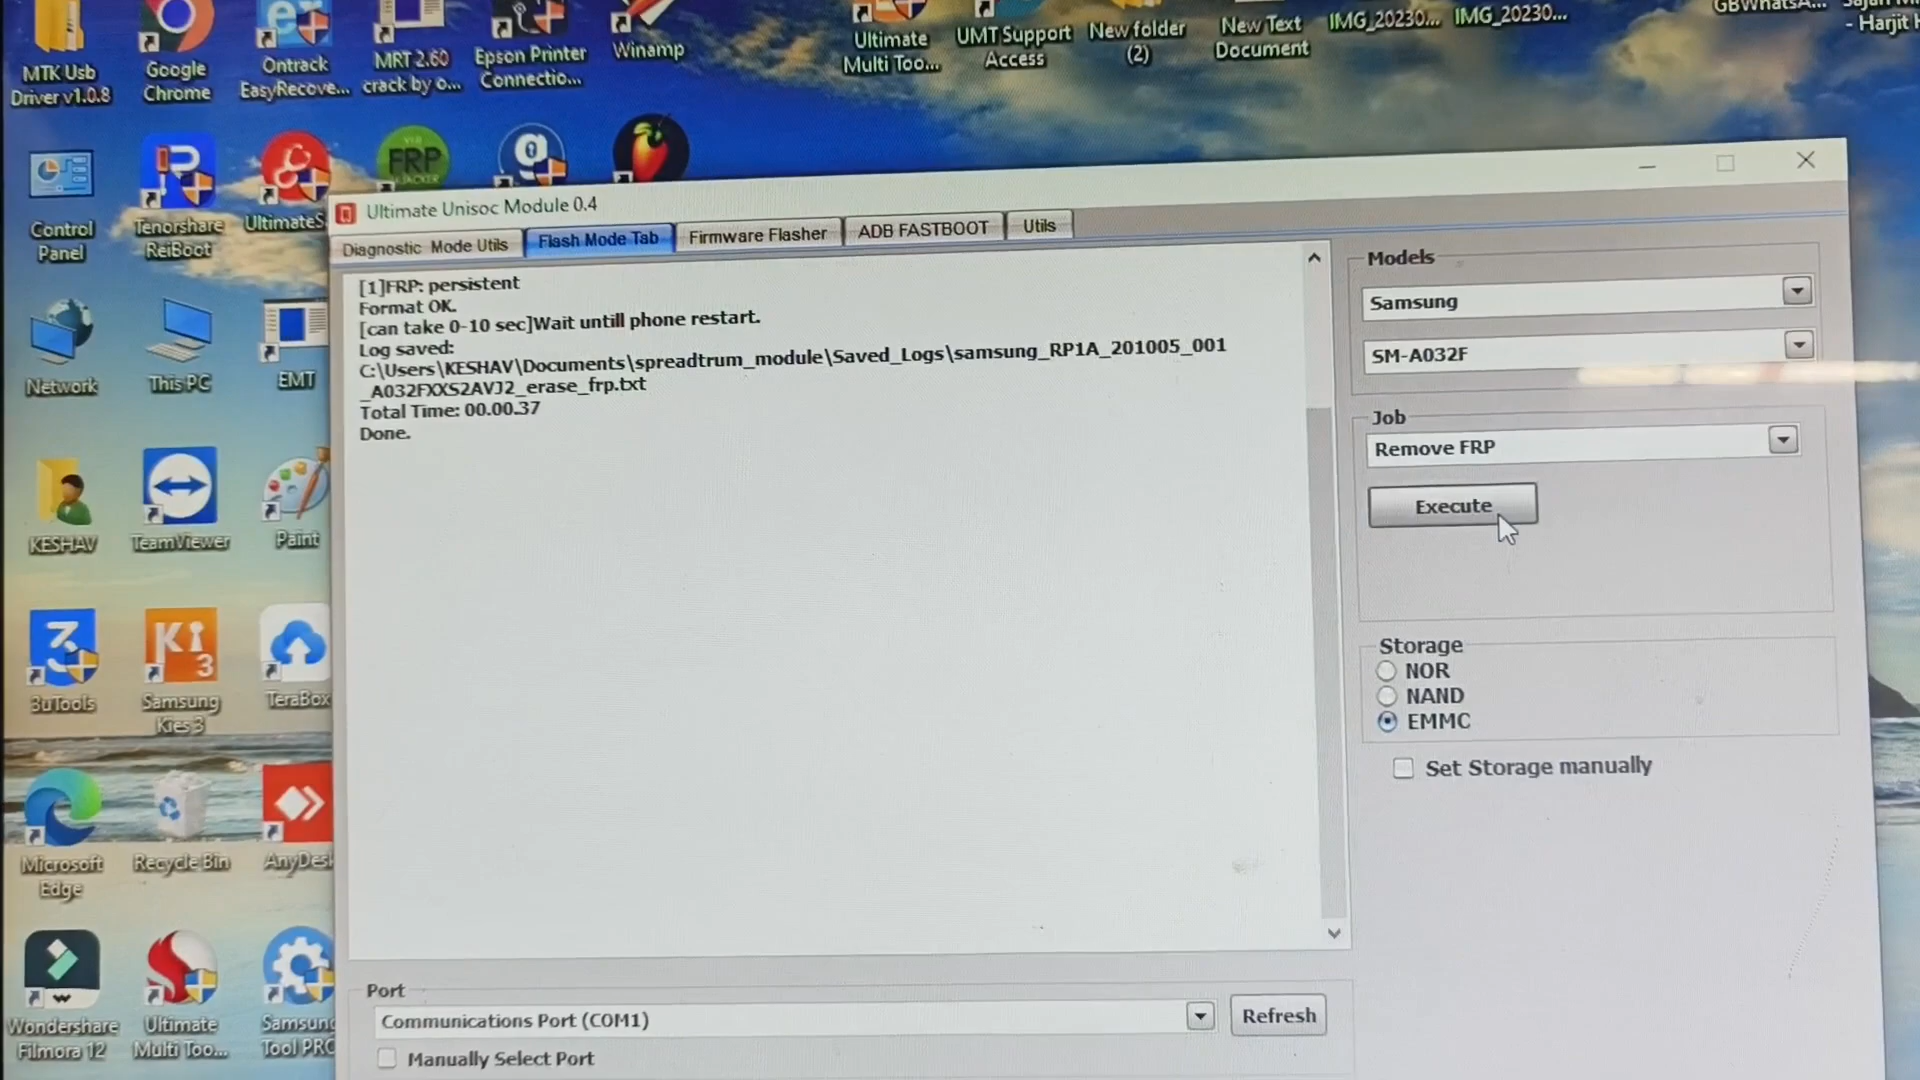 MTK Usb
Driver v1.0.8
Google
Chrome
Ontrack
EasyRecove...
MRT 2.60
crack by o...
Epson Printer
Connectio...
Winamp
Ultimate
Multi Too...
UMT Support
Access
New folder
(2)
New Text
Document
IMG_20230...
IMG_20230...
GBWhatsA...
- Harjit
Control
Panel
Tenorshare
ReiBoot
UltimateS
FRP
HIJACKER
Network
This PC
EMT
KESHAV
TeamViewer
Paint
3uTools
Ki
3
Samsung
Kies 3
TeraBox
Microsoft
Edge
Recycle Bin
AnyDes
Wondershare
Filmora 12
Ultimate
Multi Too...
Samsung
Tool PRO
Ultimate Unisoc Module 0.4
Diagnostic Mode Utils
Flash Mode Tab
Firmware Flasher
ADB FASTBOOT
Utils
[1]FRP: persistent
Format OK.
[can take 0-10 sec]Wait untill phone restart.
Log saved:
C:\Users\KESHAV\Documents\spreadtrum_module\Saved_Logs\samsung_RP1A_201005_001
_A032FXXS2AVJ2_erase_frp.txt
Total Time: 00.00.37
Done.
Models
Samsung
SM-A032F
Job
Remove FRP
Execute
Storage
NOR
NAND
EMMC
Set Storage manually
Port
Communications Port (COM1)
Refresh
Manually Select Port